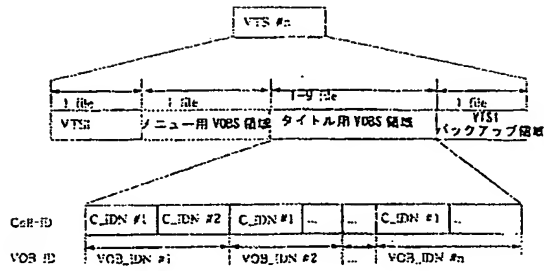 VTS #n
1 file 1 file 1-9 file 1 file
VTSI メニュー用 VOBS 領域 タイトル用 VOBS 領域 VTSI
バックアップ領域
Cell-ID C_IDN #1 C_IDN #2 C_IDN #1 ... ... C_IDN #1 ...
VOB ID VOB_IDN #1 VOB_IDN #2 ... VOB_IDN #n